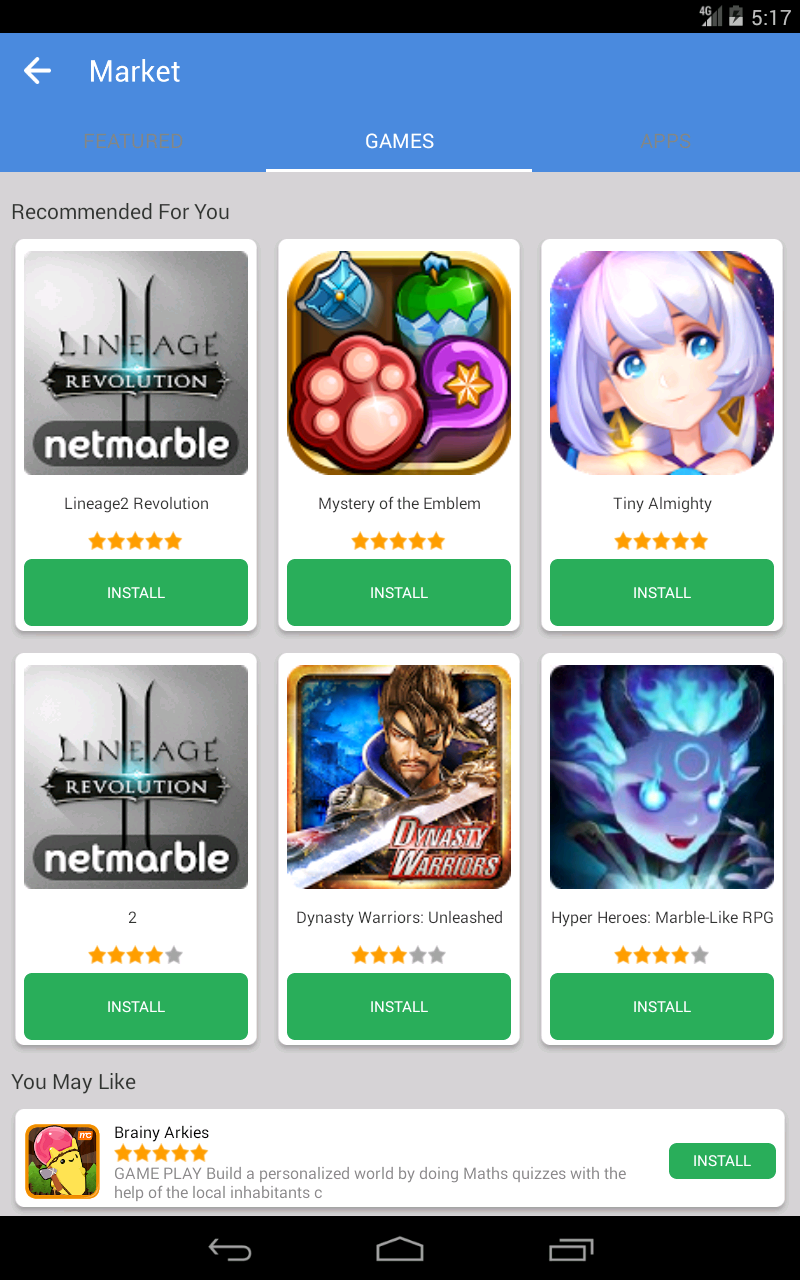 4G 5:17
Market
FEATURED GAMES APPS
Recommended For You
LINEAGE
II
REVOLUTION
netmarble
Lineage2 Revolution
INSTALL
Mystery of the Emblem
INSTALL
Tiny Almighty
INSTALL
LINEAGE
II
REVOLUTION
netmarble
2
INSTALL
DYNASTY
WARRIORS
Dynasty Warriors: Unleashed
INSTALL
Hyper Heroes: Marble-Like RPG
INSTALL
You May Like
Brainy Arkies
GAME PLAY Build a personalized world by doing Maths quizzes with the
help of the local inhabitants c
INSTALL